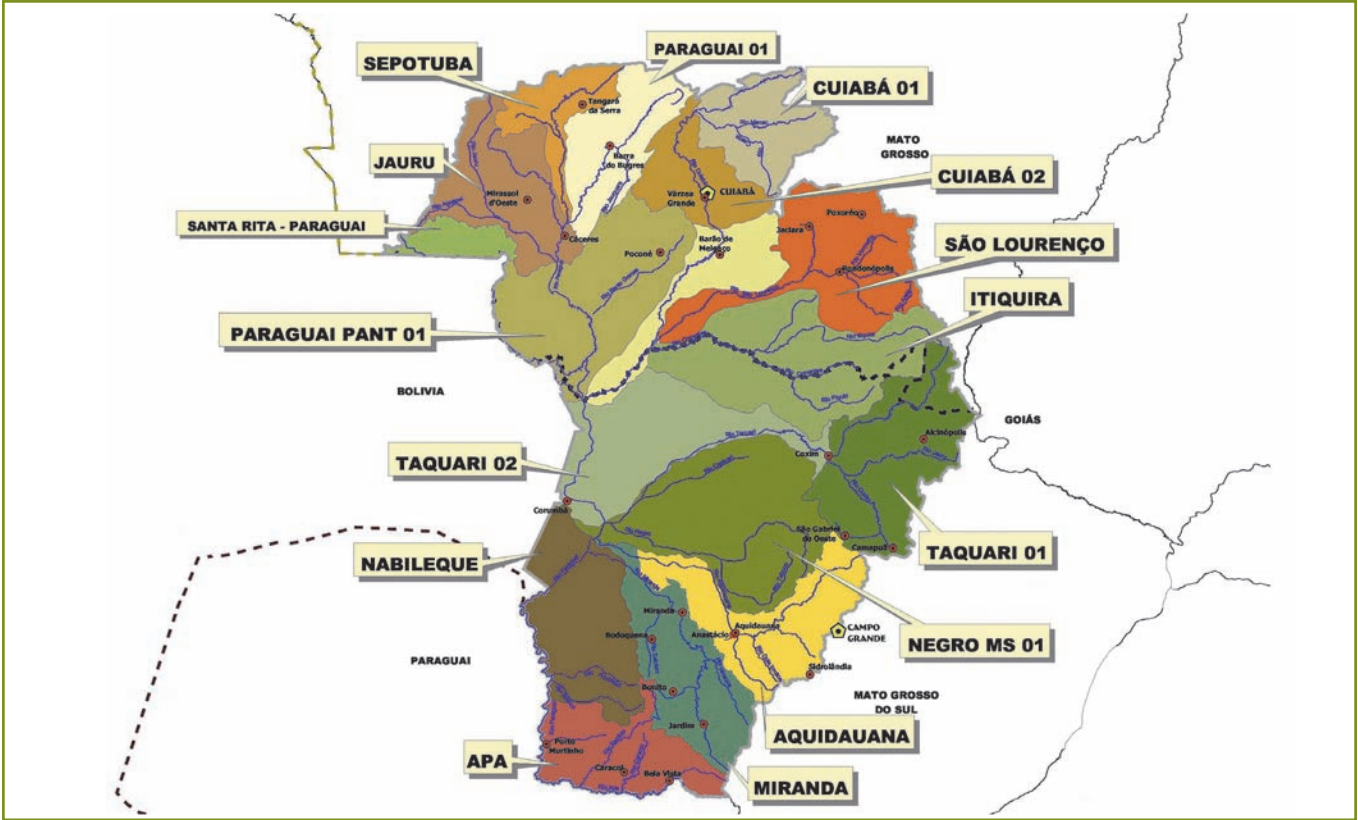 PARAGUAI 01
SEPOTUBA
CUIABÁ 01
Tangará
da Serra
MATO
GROSSO
Barra
do Bugres
JAURU
CUIABÁ 02
Mirassol
d'Oeste
Várzea
Grande
CUIABÁ
SANTA RITA - PARAGUAI
Poxoréo
Jaciara
Cáceres
Barão de
Melgaço
SÃO LOURENÇO
Poconé
Rondonópolis
ITIQUIRA
PARAGUAI PANT 01
BOLIVIA
GOIÁS
Alcinópolis
TAQUARI 02
Rio Taquari
Coxim
Corumbá
São Gabriel
do Oeste
Camapuã
TAQUARI 01
NABILEQUE
Miranda
Aquidauana
Anastácio
CAMPO
GRANDE
Bodoquena
NEGRO MS 01
PARAGUAI
Sidrolândia
Bonito
MATO GROSSO
DO SUL
Jardim
AQUIDAUANA
Porto
Murtinho
APA
Caracol
Bela Vista
MIRANDA